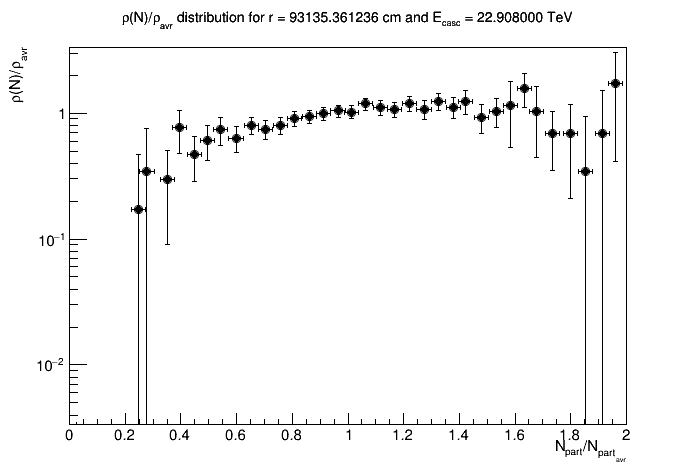 ρ(N)/ρavr distribution for r = 93135.361236 cm and Ecasc = 22.908000 TeV
ρ(N)/ρavr
1
10−1
10−2
0 0.2 0.4 0.6 0.8 1 1.2 1.4 1.6 1.8 2
Npart/Npartavr